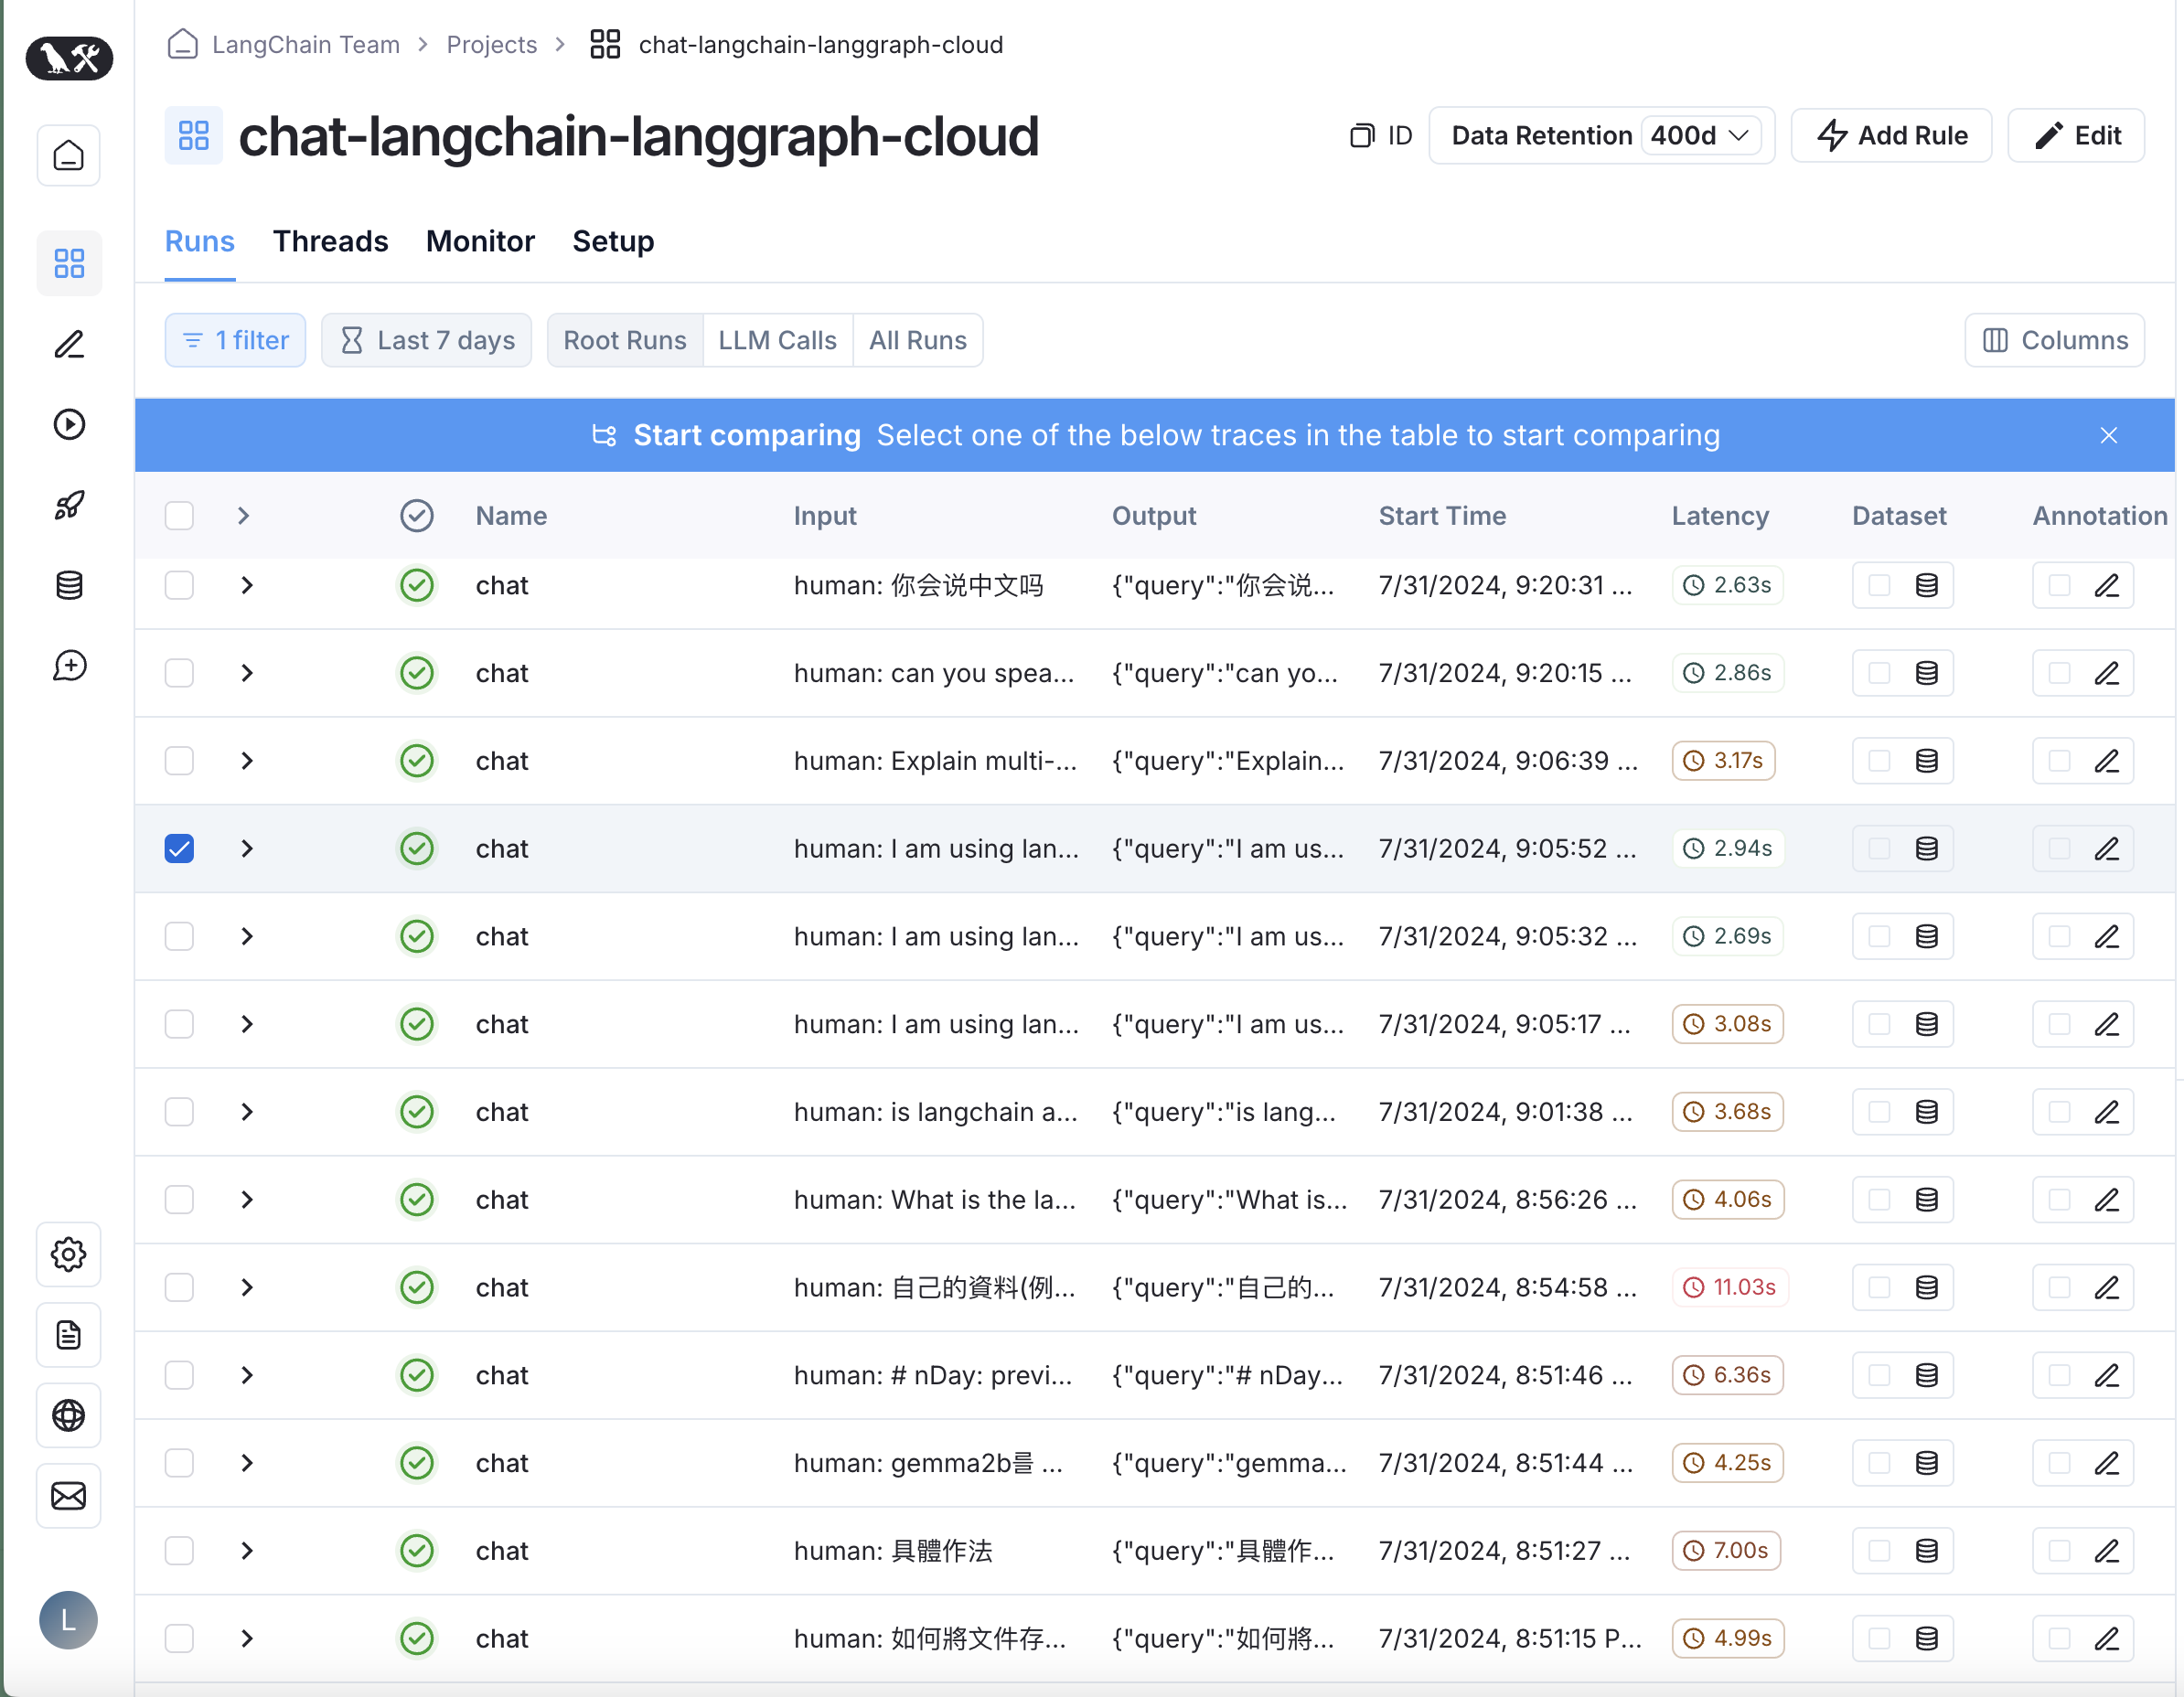 LangChain Team > Projects > chat-langchain-langgraph-cloud
chat-langchain-langgraph-cloud
ID Data Retention 400d Add Rule Edit
Runs Threads Monitor Setup
1 filter Last 7 days Root Runs LLM Calls All Runs Columns
Start comparing Select one of the below traces in the table to start comparing
Name Input Output Start Time Latency Dataset Annotation
chat human: 你会说中文吗 {"query":"你会说... 7/31/2024, 9:20:31 ... 2.63s
chat human: can you spea... {"query":"can yo... 7/31/2024, 9:20:15 ... 2.86s
chat human: Explain multi-... {"query":"Explain... 7/31/2024, 9:06:39 ... 3.17s
chat human: I am using lan... {"query":"I am us... 7/31/2024, 9:05:52 ... 2.94s
chat human: I am using lan... {"query":"I am us... 7/31/2024, 9:05:32 ... 2.69s
chat human: I am using lan... {"query":"I am us... 7/31/2024, 9:05:17 ... 3.08s
chat human: is langchain a... {"query":"is lang... 7/31/2024, 9:01:38 ... 3.68s
chat human: What is the la... {"query":"What is... 7/31/2024, 8:56:26 ... 4.06s
chat human: 自己的資料(例... {"query":"自己的... 7/31/2024, 8:54:58 ... 11.03s
chat human: # nDay: previ... {"query":"# nDay... 7/31/2024, 8:51:46 ... 6.36s
chat human: gemma2b를 ... {"query":"gemma... 7/31/2024, 8:51:44 ... 4.25s
chat human: 具體作法 {"query":"具體作... 7/31/2024, 8:51:27 ... 7.00s
chat human: 如何將文件存... {"query":"如何將... 7/31/2024, 8:51:15 P... 4.99s
L